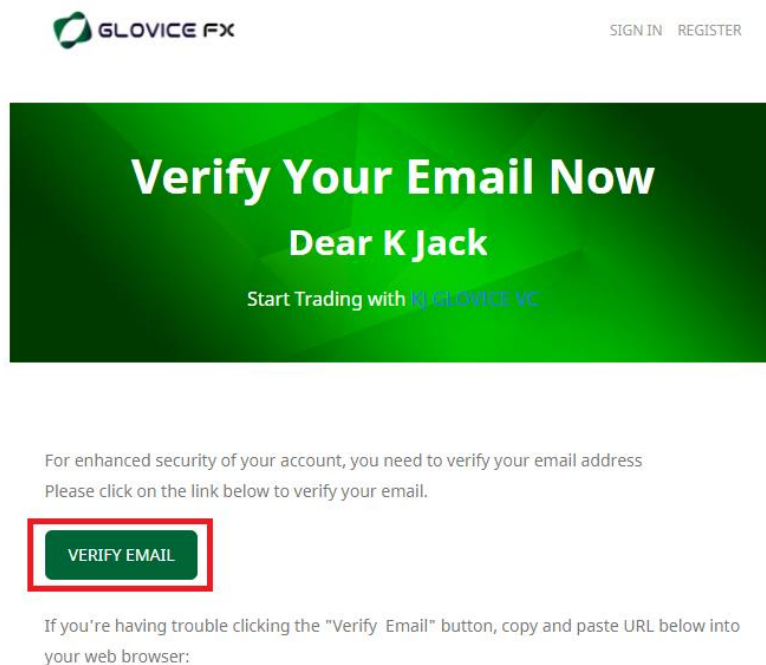 GLOVICE FX
SIGN IN REGISTER
Verify Your Email Now
Dear K Jack
Start Trading with KJ GLOVICE VC
For enhanced security of your account, you need to verify your email address
Please click on the link below to verify your email.
VERIFY EMAIL
If you're having trouble clicking the "Verify Email" button, copy and paste URL below into
your web browser: